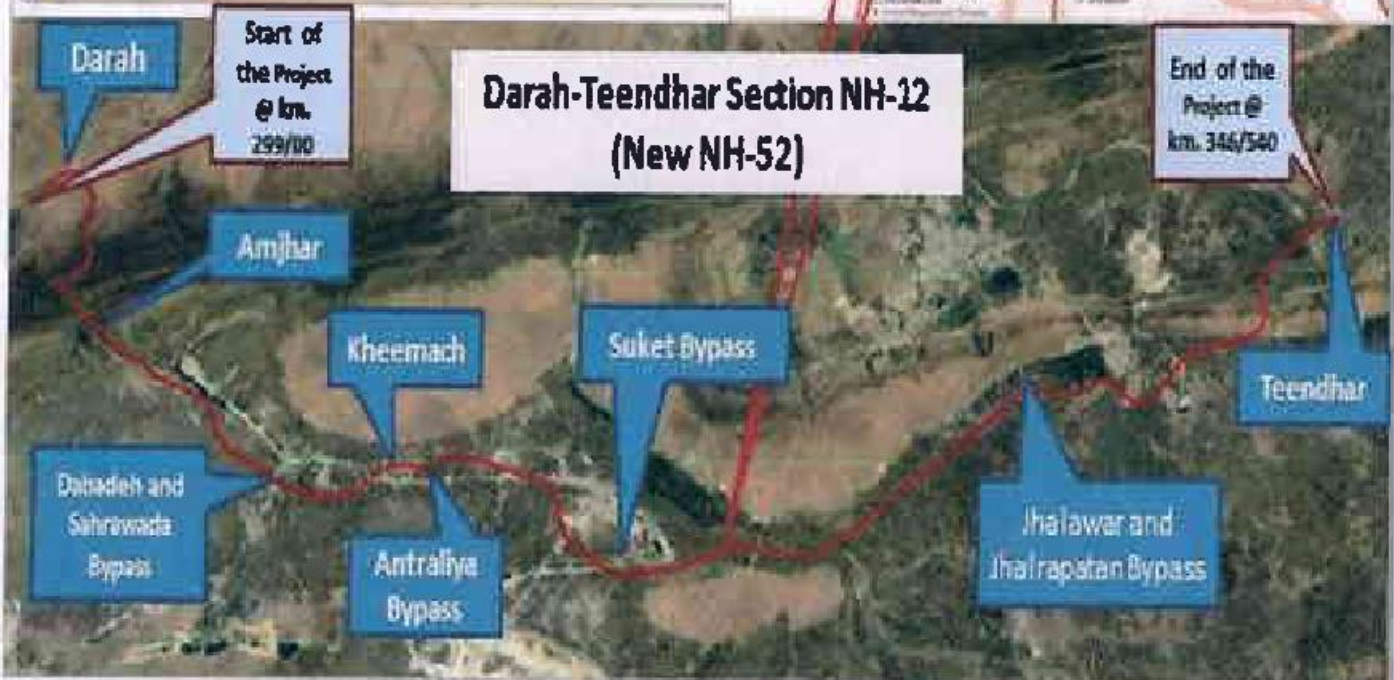 Darah
Start of
the Project
@ km.
299/00
Darah-Teendhar Section NH-12
(New NH-52)
End of the
Project @
km. 346/540
Amjhar
Kheemach
Suket Bypass
Teendhar
Dabadeh and
Sahrawada
Bypass
Antraliya
Bypass
Jhalawar and
Jhalrapatan Bypass